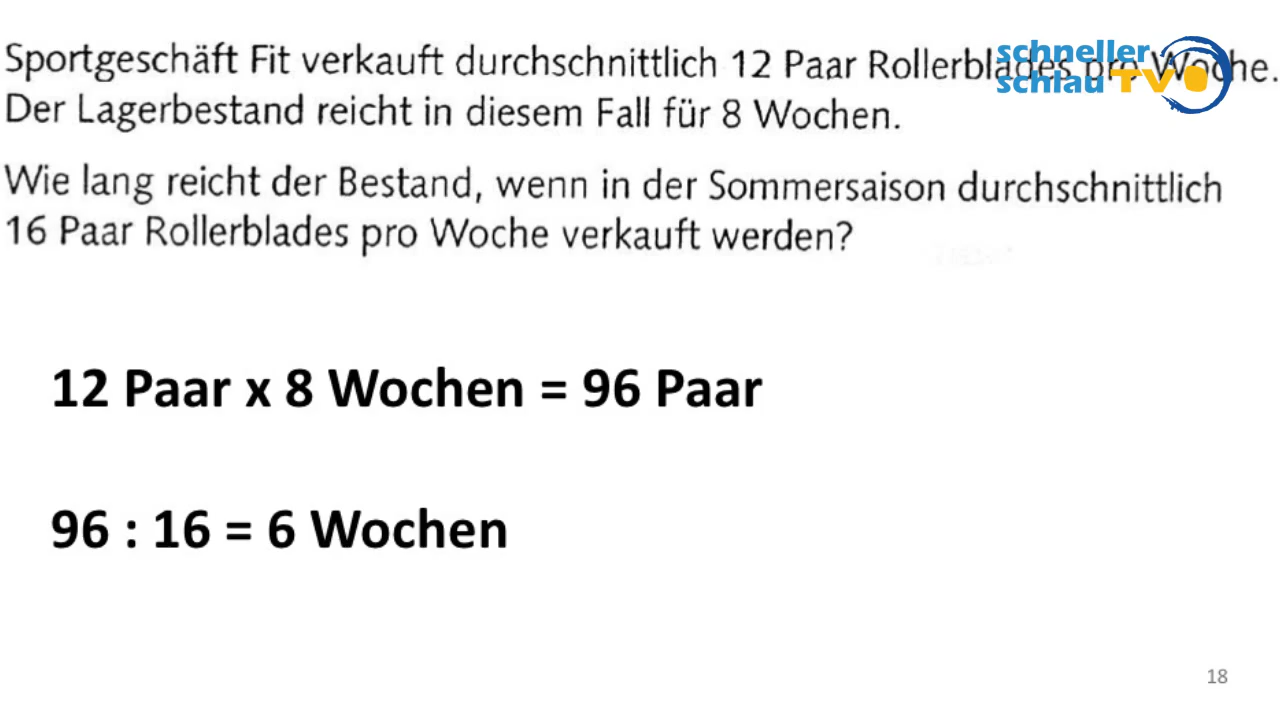 Sportgeschäft Fit verkauft durchschnittlich 12 Paar Rollerblades pro Woche.
schneller
schlau TVO
Der Lagerbestand reicht in diesem Fall für 8 Wochen.
Wie lang reicht der Bestand, wenn in der Sommersaison durchschnittlich
16 Paar Rollerblades pro Woche verkauft werden?
12 Paar x 8 Wochen = 96 Paar
96 : 16 = 6 Wochen
18